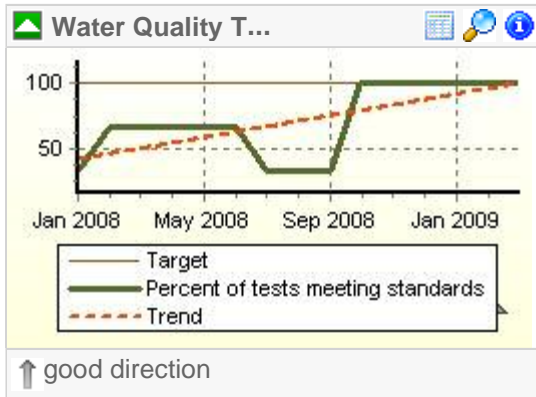 Water Quality T...
100
50
Jan 2008 May 2008 Sep 2008 Jan 2009
Target
Percent of tests meeting standards
Trend
good direction